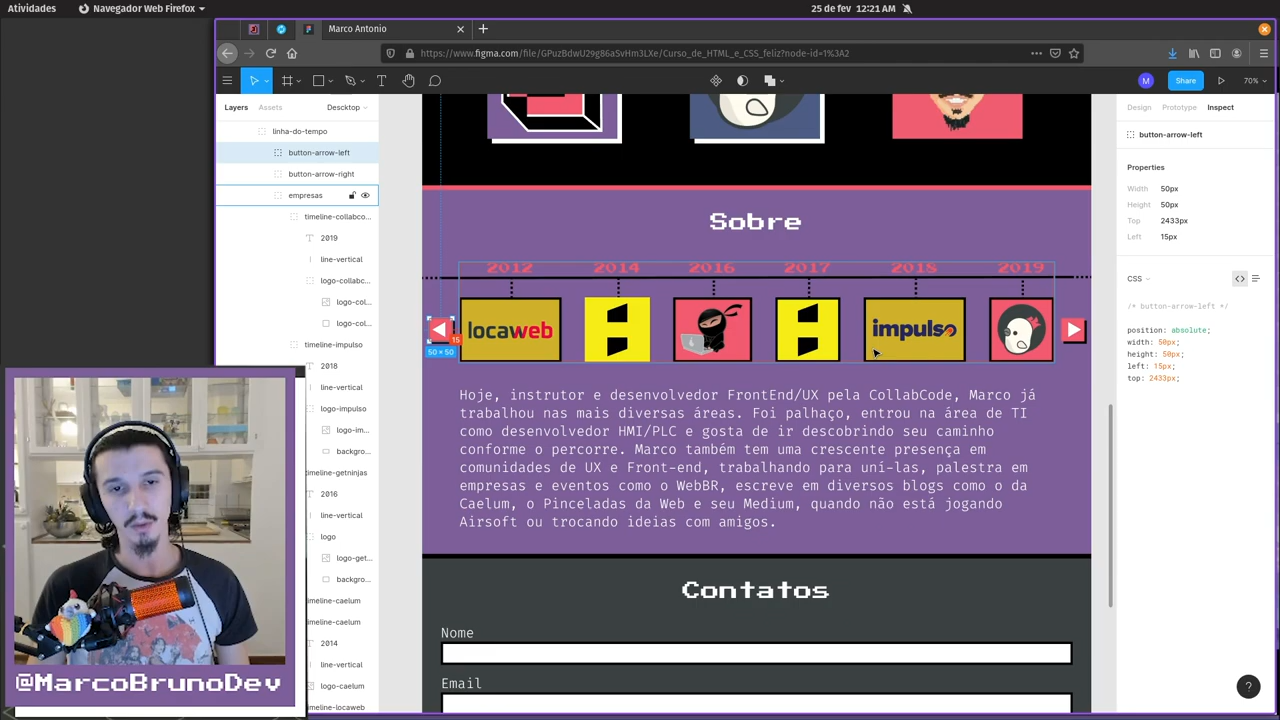 Atividades
Navegador Web Firefox
25 de fev 12:21 AM
Marco Antonio
https://www.figma.com/file/GPuzBdwU29g86aSvHm3LXe/Curso_de_HTML_e_CSS_feliz?node-id=1%3A2
M
Share
70%
Layers
Assets
Descktop
Design
Prototype
Inspect
linha-do-tempo
button-arrow-left
button-arrow-right
empresas
timeline-collabco...
2019
line-vertical
logo-collabc...
logo-col...
logo-col...
timeline-impulso
2018
line-vertical
logo-impulso
logo-im...
backgro...
timeline-getninjas
2016
line-vertical
logo
logo-get...
backgro...
timeline-caelum
timeline-caelum
2014
line-vertical
logo-caelum
timeline-locaweb
Sobre
2012
2014
2016
2017
2018
2019
locaweb
impulso
15
50 × 50
Hoje, instrutor e desenvolvedor FrontEnd/UX pela CollabCode, Marco já
trabalhou nas mais diversas áreas. Foi palhaço, entrou na área de TI
como desenvolvedor HMI/PLC e gosta de ir descobrindo seu caminho
conforme o percorre. Marco também tem uma crescente presença em
comunidades de UX e Front-end, trabalhando para uní-las, palestra em
empresas e eventos como o WebBR, escreve em diversos blogs como o da
Caelum, o Pinceladas da Web e seu Medium, quando não está jogando
Airsoft ou trocando ideias com amigos.
Contatos
Nome
Email
button-arrow-left
Properties
Width 50px
Height 50px
Top 2433px
Left 15px
CSS
/* button-arrow-left */
position: absolute;
width: 50px;
height: 50px;
left: 15px;
top: 2433px;
?
@MarcoBrunoDev